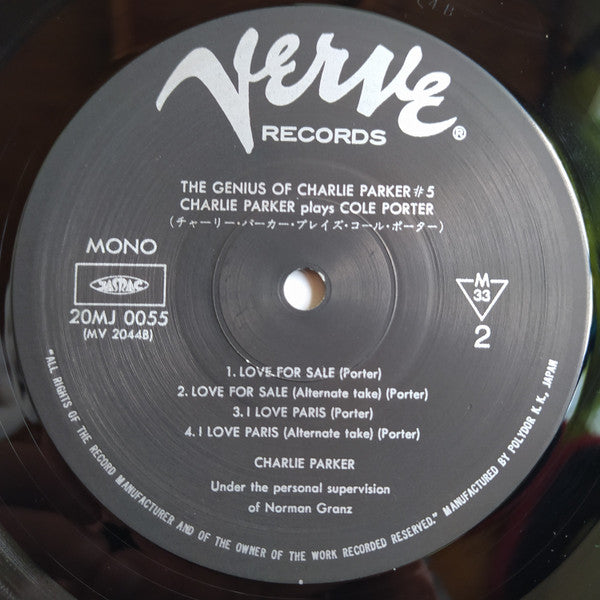 Verve
RECORDS ®
THE GENIUS OF CHARLIE PARKER #5
CHARLIE PARKER plays COLE PORTER
(チャーリー・パーカー・プレイズ・コール・ポーター)
MONO
JASRAC
20MJ 0055
(MV 2044B)
M
33
2
1. LOVE FOR SALE (Porter)
2. LOVE FOR SALE (Alternate take) (Porter)
3. I LOVE PARIS (Porter)
4. I LOVE PARIS (Alternate take) (Porter)
CHARLIE PARKER
Under the personal supervision
of Norman Granz
"ALL RIGHTS OF THE RECORD MANUFACTURER AND OF THE OWNER OF THE WORK RECORDED RESERVED." MANUFACTURED BY POLYDOR K. K., JAPAN